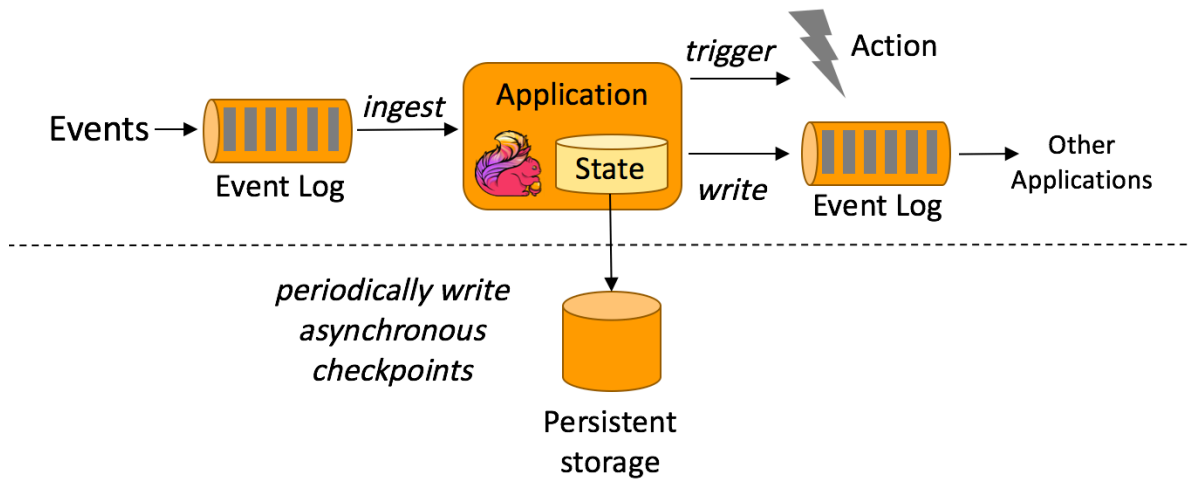 Events
Event Log
ingest
Application
State
trigger
Action
write
Event Log
Other
Applications
periodically write
asynchronous
checkpoints
Persistent
storage